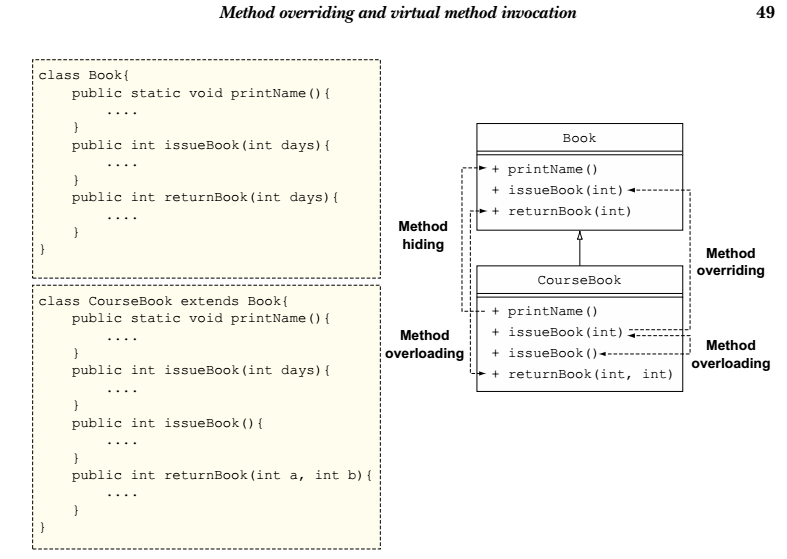 Method overriding and virtual method invocation 49
class Book{
public static void printName(){
....
}
public int issueBook(int days){
....
}
public int returnBook(int days){
....
}
}
class CourseBook extends Book{
public static void printName(){
....
}
public int issueBook(int days){
....
}
public int issueBook(){
....
}
public int returnBook(int a, int b){
....
}
}
Book
+ printName()
+ issueBook(int)
+ returnBook(int)
Method
hiding
Method
overriding
CourseBook
+ printName()
+ issueBook(int)
+ issueBook()
+ returnBook(int, int)
Method
overloading
Method
overloading